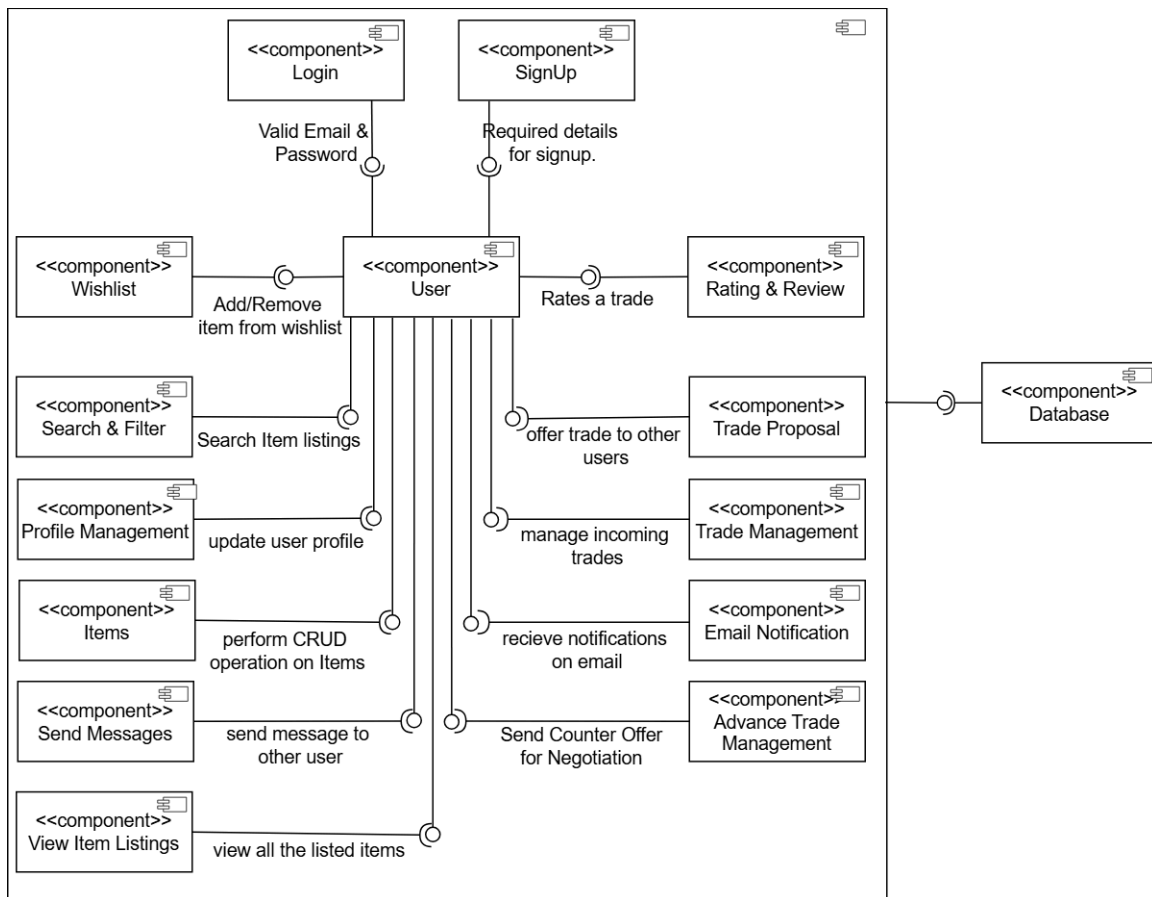 <<component>>
Login
<<component>>
SignUp
Valid Email &
Password
Required details
for signup.
<<component>>
Wishlist
Add/Remove
item from wishlist
<<component>>
User
Rates a trade
<<component>>
Rating & Review
<<component>>
Search & Filter
Search Item listings
offer trade to other
users
<<component>>
Trade Proposal
<<component>>
Database
<<component>>
Profile Management
update user profile
manage incoming
trades
<<component>>
Trade Management
<<component>>
Items
perform CRUD
operation on Items
recieve notifications
on email
<<component>>
Email Notification
<<component>>
Send Messages
send message to
other user
Send Counter Offer
for Negotiation
<<component>>
Advance Trade
Management
<<component>>
View Item Listings
view all the listed items